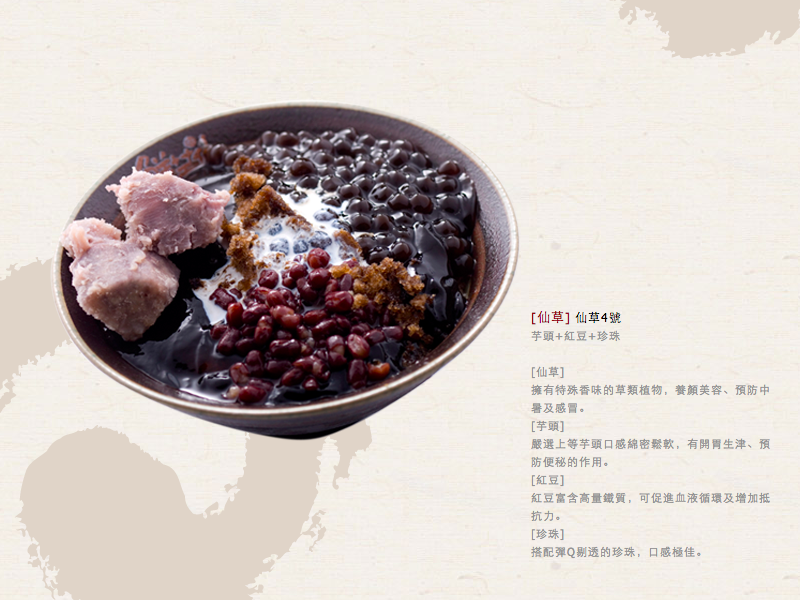 [仙草] 仙草4號
芋頭+紅豆+珍珠
[仙草]
擁有特殊香味的草類植物，養顏美容、預防中
暑及感冒。
[芋頭]
嚴選上等芋頭口感綿密鬆軟，有開胃生津、預
防便秘的作用。
[紅豆]
紅豆富含高量鐵質，可促進血液循環及增加抵
抗力。
[珍珠]
搭配彈Q剔透的珍珠，口感極佳。